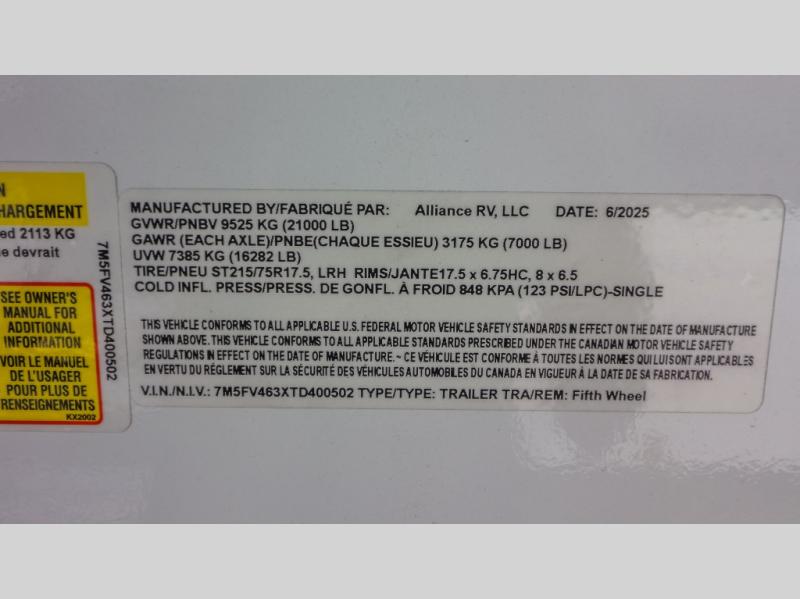 N
HARGEMENT
ed 2113 KG
e devrait
SEE OWNER'S
MANUAL FOR
ADDITIONAL
INFORMATION
VOIR LE MANUEL
DE L'USAGER
POUR PLUS DE
RENSEIGNEMENTS
KX2002
7M5FV463XTD400502
MANUFACTURED BY/FABRIQUÉ PAR: Alliance RV, LLC DATE: 6/2025
GVWR/PNBV 9525 KG (21000 LB)
GAWR (EACH AXLE)/PNBE(CHAQUE ESSIEU) 3175 KG (7000 LB)
UVW 7385 KG (16282 LB)
TIRE/PNEU ST215/75R17.5, LRH RIMS/JANTE17.5 x 6.75HC, 8 x 6.5
COLD INFL. PRESS/PRESS. DE GONFL. À FROID 848 KPA (123 PSI/LPC)-SINGLE
THIS VEHICLE CONFORMS TO ALL APPLICABLE U.S. FEDERAL MOTOR VEHICLE SAFETY STANDARDS IN EFFECT ON THE DATE OF MANUFACTURE
SHOWN ABOVE. THIS VEHICLE CONFORMS TO ALL APPLICABLE STANDARDS PRESCRIBED UNDER THE CANADIAN MOTOR VEHICLE SAFETY
REGULATIONS IN EFFECT ON THE DATE OF MANUFACTURE.~ CE VÉHICULE EST CONFORME À TOUTES LES NORMES QUI LUI SONT APPLICABLES
EN VERTU DU RÉGLEMENT SUR LA SÉCURITÉ DES VÉHICULES AUTOMOBILES DU CANADA EN VIGUEUR À LA DATE DE SA FABRICATION.
V.I.N./N.I.V.: 7M5FV463XTD400502 TYPE/TYPE: TRAILER TRA/REM: Fifth Wheel